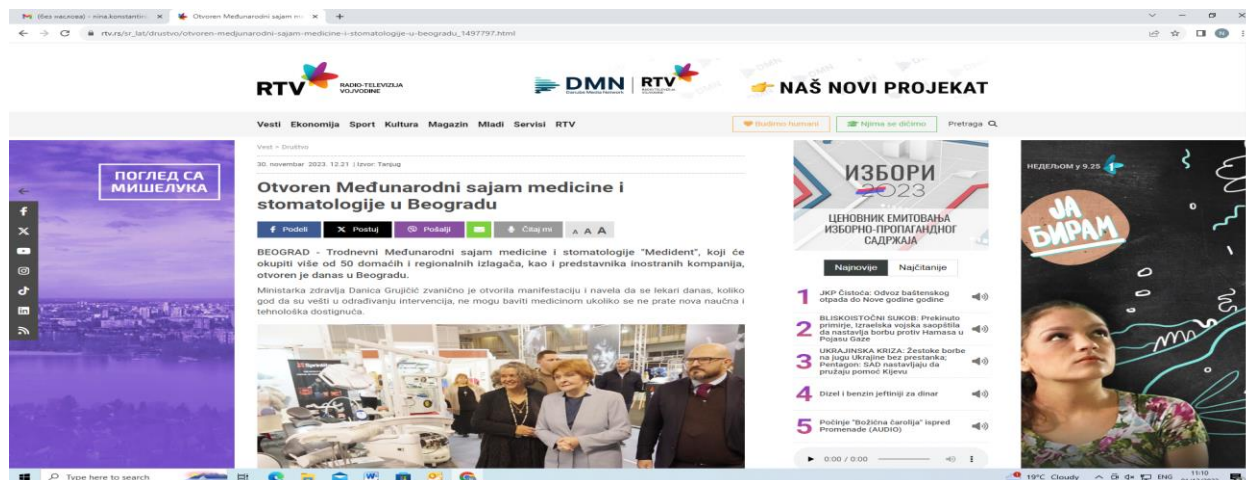 (без наслова) - nina.konstantin
Otvoren Međunarodni sajam me
rtv.rs/sr_lat/drustvo/otvoren-medjunarodni-sajam-medicine-i-stomatologije-u-beogradu_1497797.html
RTV RADIO-TELEVIZIJA VOJVODINE
DMN RTV
NAŠ NOVI PROJEKAT
Vesti Ekonomija Sport Kultura Magazin Mladi Servisi RTV
Budimo humani
Njima se dičimo
Pretraga
ПОГЛЕД СА
МИШЕЛУКА
Vesti > Društvo
30. novembar 2023. 12:21 | Izvor: Tanjug
Otvoren Međunarodni sajam medicine i
stomatologije u Beogradu
Podeli
Postuj
Pošalji
Čitaj mi
A A A
BEOGRAD - Trodnevni Međunarodni sajam medicine i stomatologije "Medident", koji će
okupiti više od 50 domaćih i regionalnih izlagača, kao i predstavnika inostranih kompanija,
otvoren je danas u Beogradu.
Ministarka zdravlja Danica Grujičić zvanično je otvorila manifestaciju i navela da se lekari danas, koliko
god da su vešti u odrađivanju intervencija, ne mogu baviti medicinom ukoliko se ne prate nova naučna i
tehnološka dostignuća.
ИЗБОРИ
2023
ЦЕНОВНИК ЕМИТОВАЊА
ИЗБОРНО-ПРОПАГАНДНОГ
САДРЖАЈА
Najnovije
Najčitanije
1 JKP Čistoća: Odvoz baštenskog
otpada do Nove godine godine
2 BLISKOISTOČNI SUKOB: Prekinuto
primirje, Izraelska vojska saopštila
da nastavlja borbu protiv Hamasa u
Pojasu Gaze
3 UKRAJINSKA KRIZA: Žestoke borbe
na jugu Ukrajine bez prestanka;
Pentagon: SAD nastavljaju da
pružaju pomoć Kijevu
4 Dizel i benzin jeftiniji za dinar
5 Počinje "Božićna čarolija" ispred
Promenade (AUDIO)
0:00 / 0:00
НЕДЕЉОМ у 9.25
ЈА
БИРАМ
Type here to search
19°C Cloudy
ENG
11:10